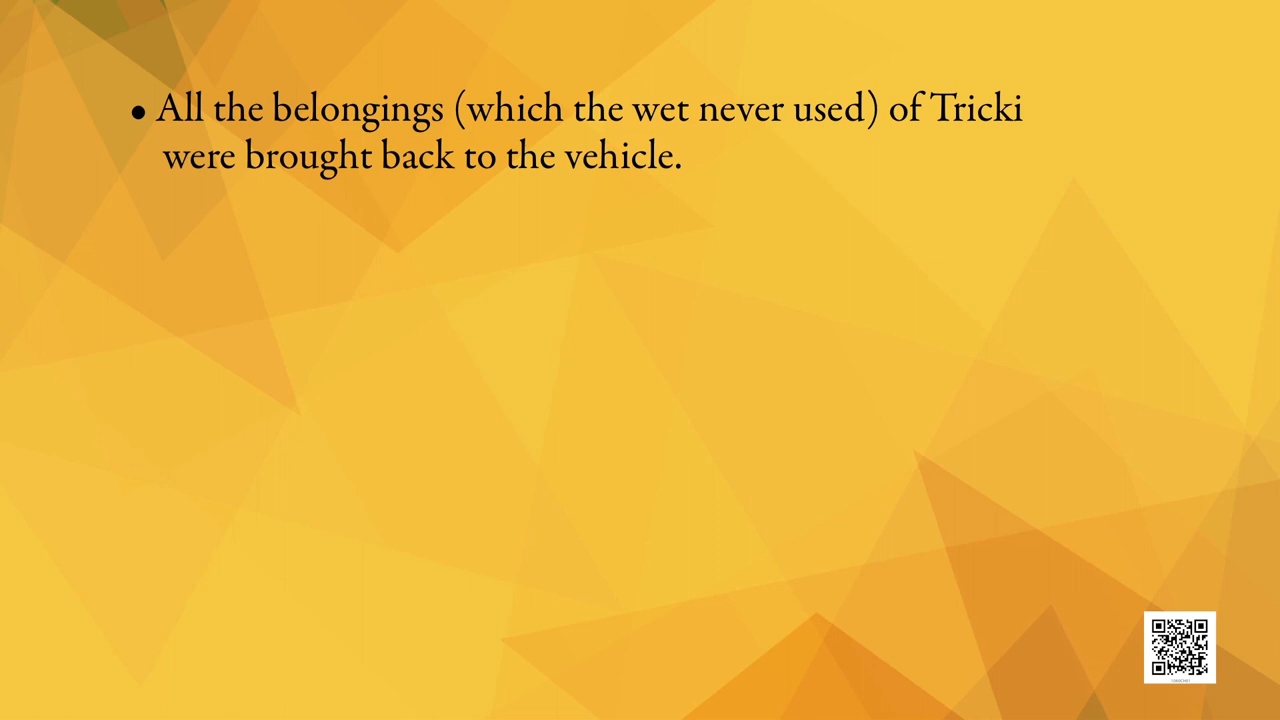 • All the belongings (which the wet never used) of Tricki
were brought back to the vehicle.